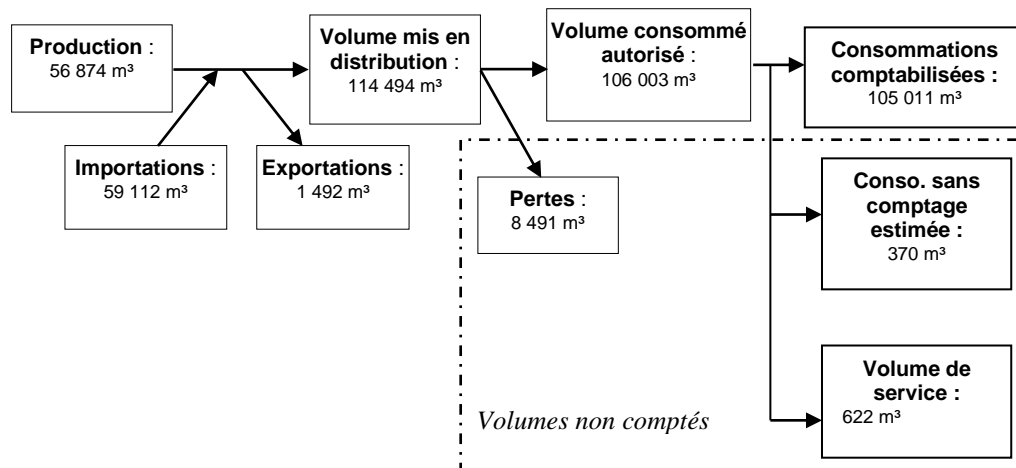 Production :
56 874 m³
Volume mis en
distribution :
114 494 m³
Volume consommé
autorisé :
106 003 m³
Consommations
comptabilisées :
105 011 m³
Importations :
59 112 m³
Exportations :
1 492 m³
Pertes :
8 491 m³
Conso. sans
comptage
estimée :
370 m³
Volume de
service :
622 m³
Volumes non comptés